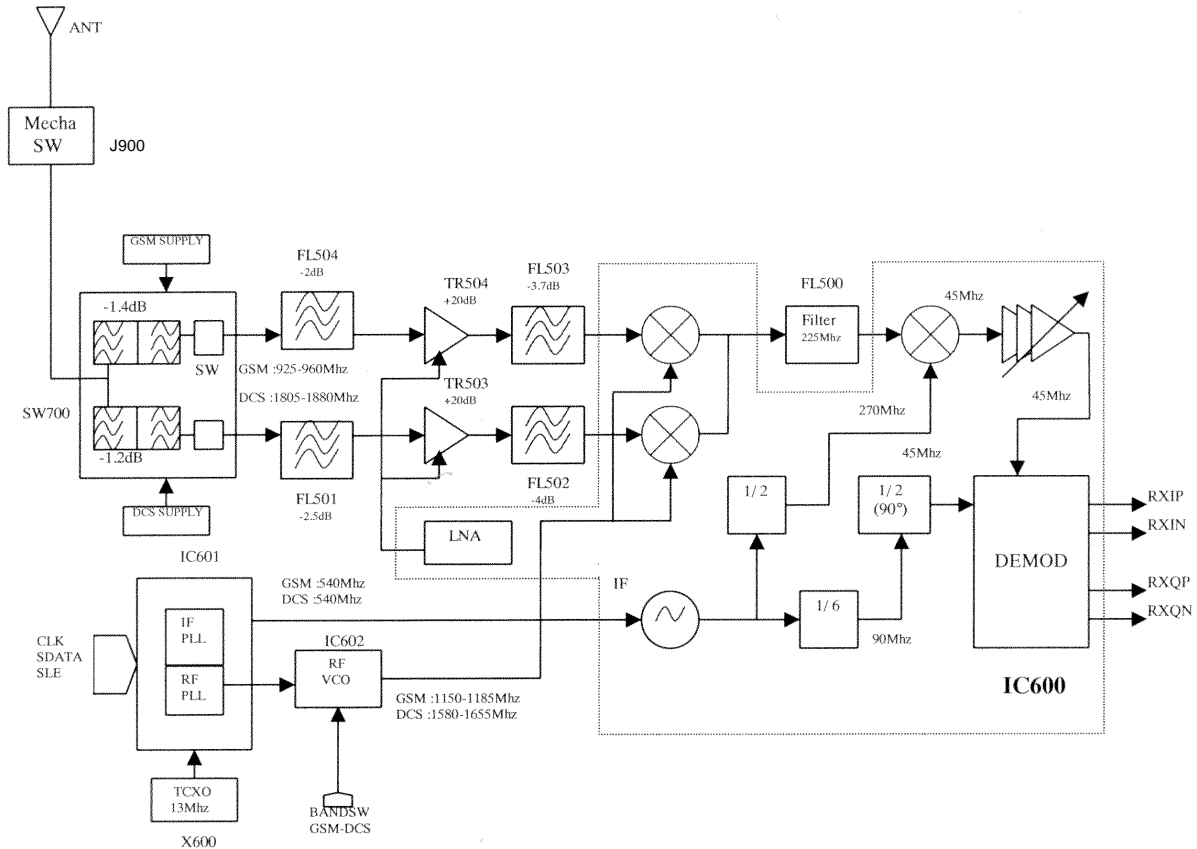 ANT
Mecha
SW
J900
GSM SUPPLY
-1.4dB
SW
SW700
-1.2dB
DCS SUPPLY
FL504
-2dB
GSM :925-960Mhz
DCS :1805-1880Mhz
FL501
-2.5dB
TR504
+20dB
TR503
+20dB
FL503
-3.7dB
FL502
-4dB
LNA
FL500
Filter
225Mhz
45Mhz
45Mhz
270Mhz
45Mhz
1/2
1/2
(90°)
1/6
90Mhz
DEMOD
RXIP
RXIN
RXQP
RXQN
IC600
IF
IC601
GSM :540Mhz
DCS :540Mhz
IF
PLL
RF
PLL
CLK
SDATA
SLE
IC602
RF
VCO
GSM :1150-1185Mhz
DCS :1580-1655Mhz
TCXO
13Mhz
X600
BANDSW
GSM-DCS